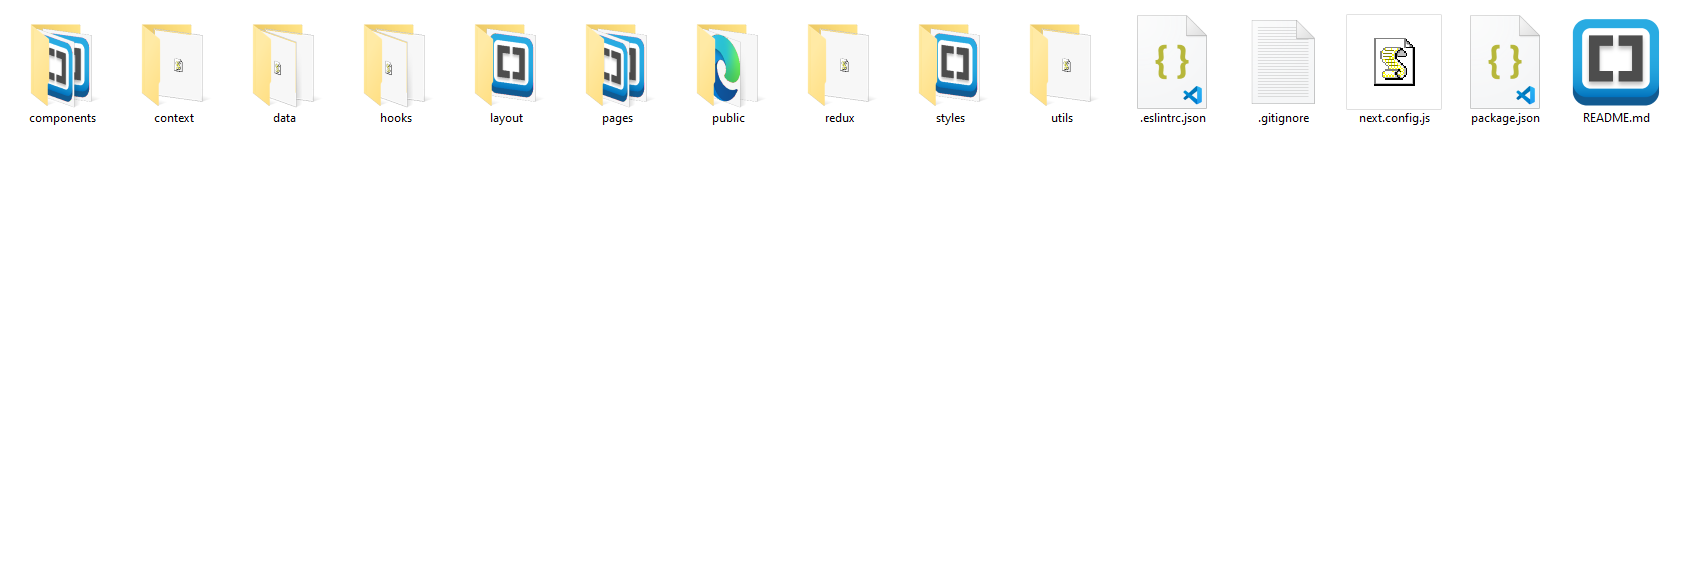 components
context
data
hooks
layout
pages
public
redux
styles
utils
.eslintrc.json
.gitignore
next.config.js
package.json
README.md